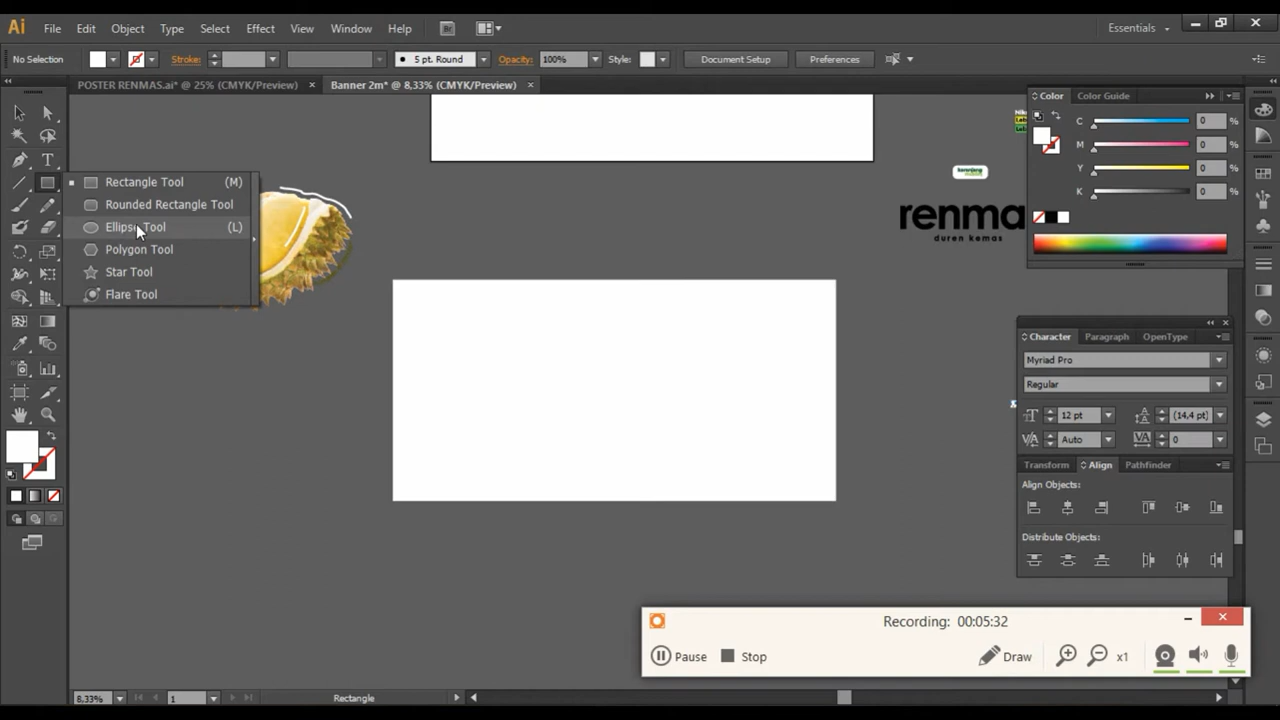 Ai File Edit Object Type Select Effect View Window Help Essentials
No Selection Stroke: 5 pt. Round Opacity: 100% Style: Document Setup Preferences
POSTER RENMAS.ai* @ 25% (CMYK/Preview) × Banner 2m* @ 8,33% (CMYK/Preview) ×
Color Color Guide
C 0 %
M 0 %
Y 0 %
K 0 %
Rectangle Tool (M)
Rounded Rectangle Tool
Ellipse Tool (L)
Polygon Tool
Star Tool
Flare Tool
renma
duren kemas
Character Paragraph OpenType
Myriad Pro
Regular
12 pt (14,4 pt)
Auto 0
Transform Align Pathfinder
Align Objects:
Distribute Objects:
Recording: 00:05:32
Pause Stop Draw x1
8,33% 1 Rectangle